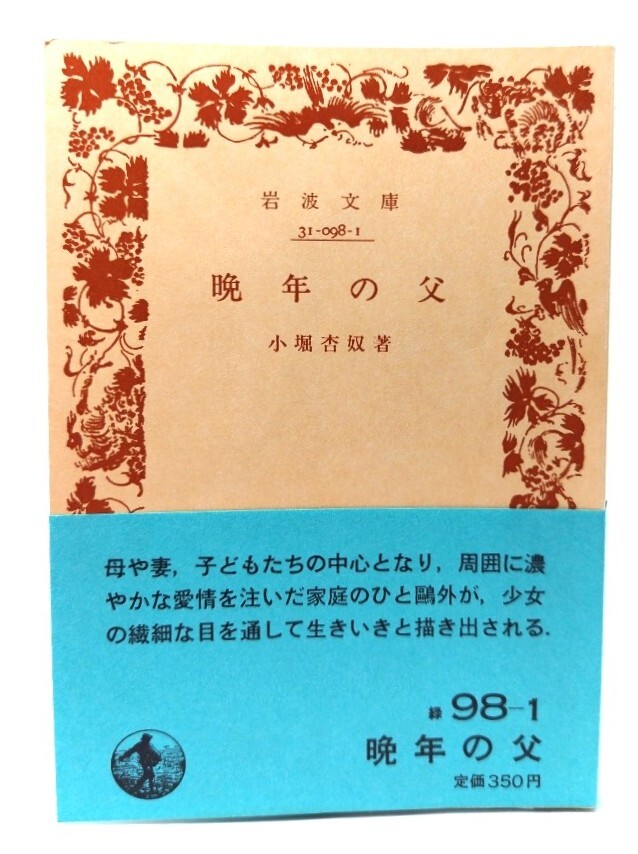 岩波文庫
31-098-1
晩年の父
小堀杏奴著
母や妻，子どもたちの中心となり，周囲に濃
やかな愛情を注いだ家庭のひと鷗外が，少女
の繊細な目を通して生きいきと描き出される．
緑 98-1
晩年の父
定価350円